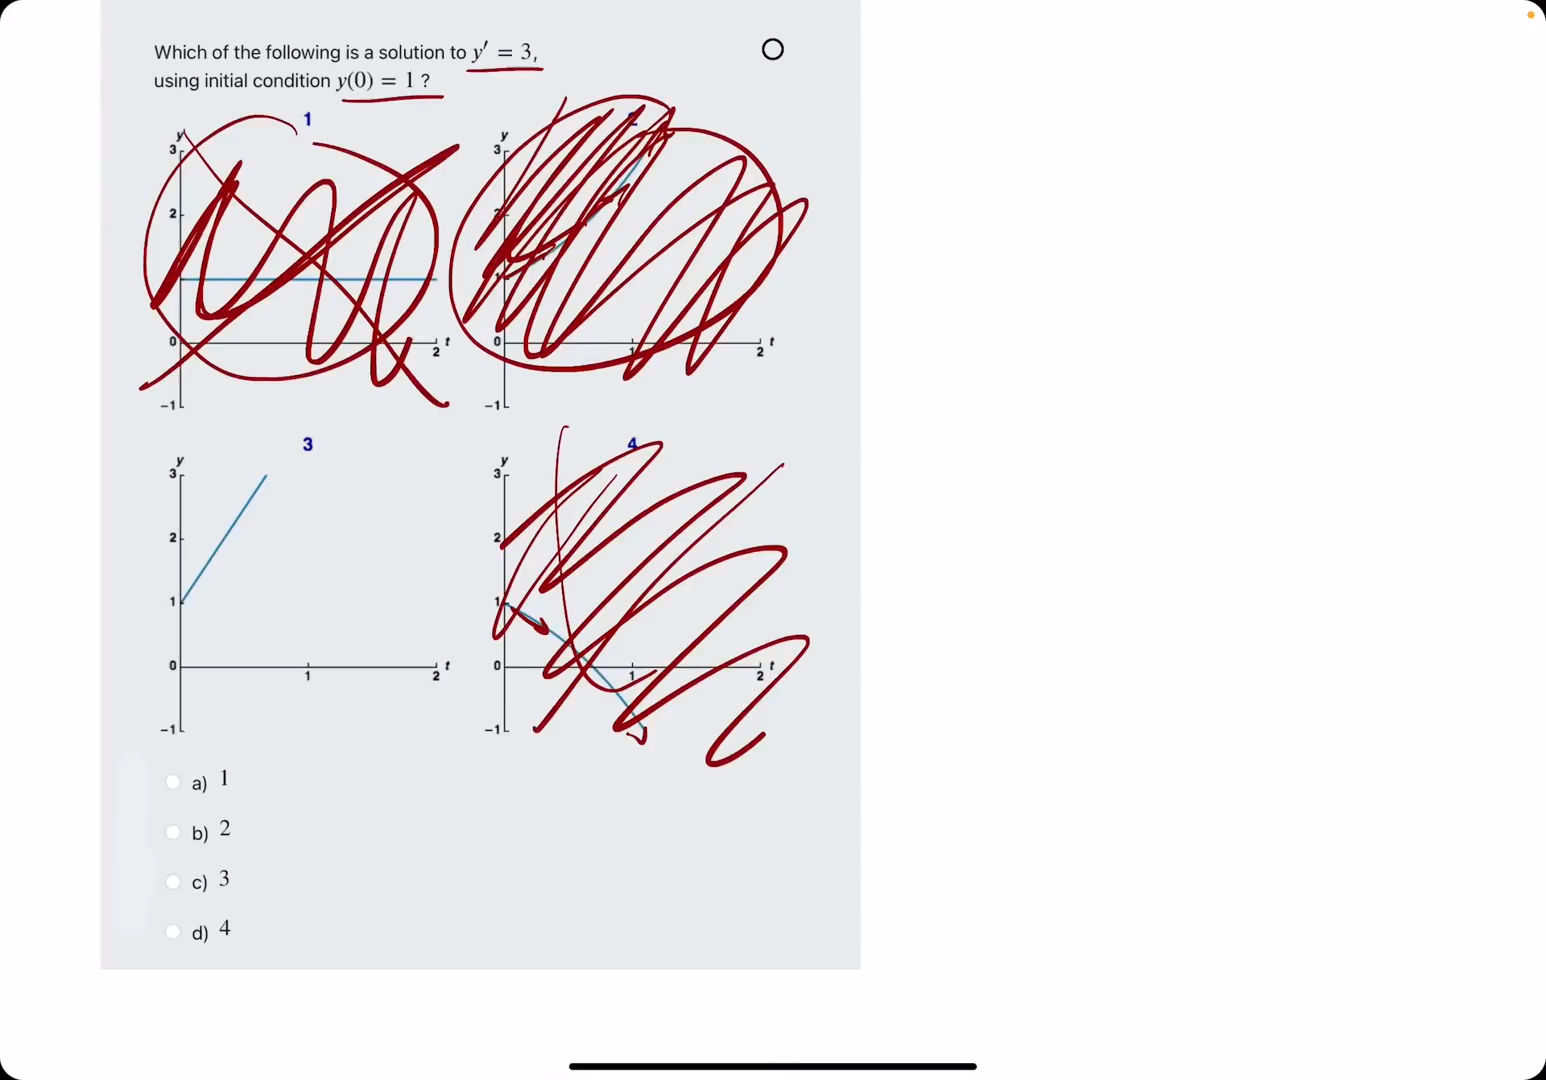 Which of the following is a solution to y′ = 3,
using initial condition y(0) = 1 ?
1
y
3
2
0
2
t
−1
y
3
1
0
1
2
t
−1
3
y
3
2
1
0
1
2
t
−1
4
y
3
2
1
0
1
2
t
−1
a) 1
b) 2
c) 3
d) 4